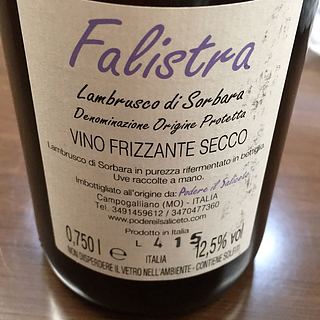 Falistra
Lambrusco di Sorbara
Denominazione Origine Protetta
VINO FRIZZANTE SECCO
Lambrusco di Sorbara in purezza rifermentato in bottiglia.
Uve raccolte a mano.
Imbottigliato all'origine da: Podere il Saliceto
Campogalliano (MO) - ITALIA
Tel. 3491459612 / 3470477360
www.podereilsaliceto.com
Prodotto in Italia
0,750 l L 415 12,5% vol
ITALIA
NON DISPERDERE IL VETRO NELL'AMBIENTE - CONTIENE SOLFITI